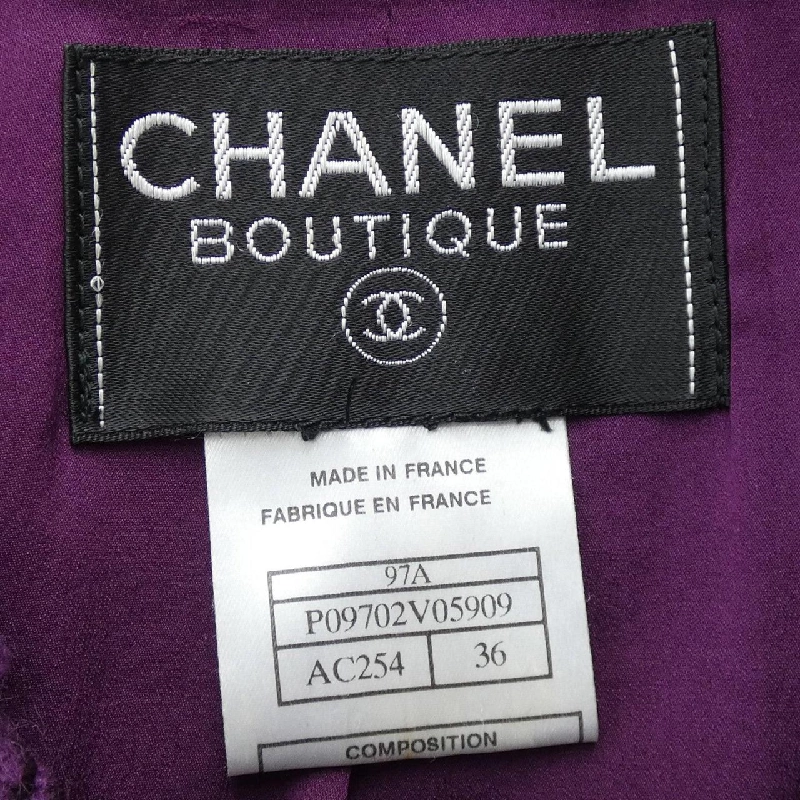 CHANEL
BOUTIQUE
MADE IN FRANCE
FABRIQUE EN FRANCE
97A
P09702V05909
AC254 36
COMPOSITION